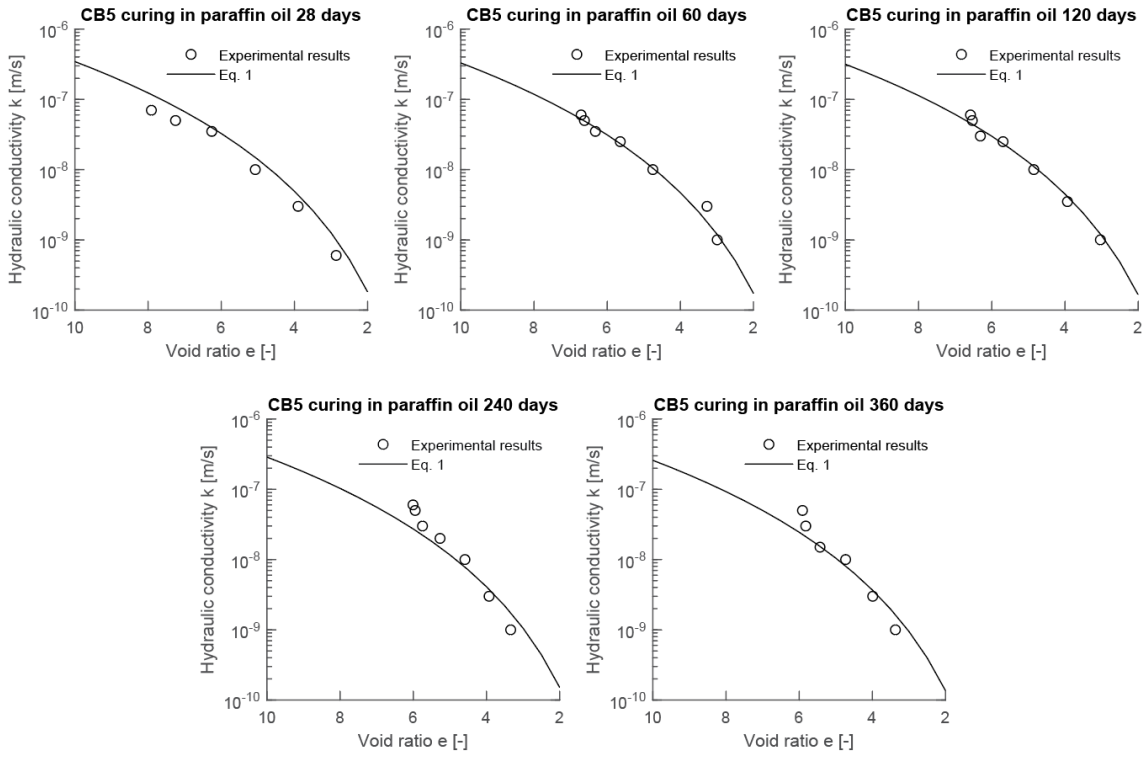 CB5 curing in paraffin oil 28 days
Hydraulic conductivity k [m/s]
10^-6
10^-7
10^-8
10^-9
10^-10
Experimental results
Eq. 1
10 8 6 4 2
Void ratio e [-]
CB5 curing in paraffin oil 60 days
Hydraulic conductivity k [m/s]
10^-6
10^-7
10^-8
10^-9
10^-10
Experimental results
Eq. 1
10 8 6 4 2
Void ratio e [-]
CB5 curing in paraffin oil 120 days
Hydraulic conductivity k [m/s]
10^-6
10^-7
10^-8
10^-9
10^-10
Experimental results
Eq. 1
10 8 6 4 2
Void ratio e [-]
CB5 curing in paraffin oil 240 days
Hydraulic conductivity k [m/s]
10^-6
10^-7
10^-8
10^-9
10^-10
Experimental results
Eq. 1
10 8 6 4 2
Void ratio e [-]
CB5 curing in paraffin oil 360 days
Hydraulic conductivity k [m/s]
10^-6
10^-7
10^-8
10^-9
10^-10
Experimental results
Eq. 1
10 8 6 4 2
Void ratio e [-]